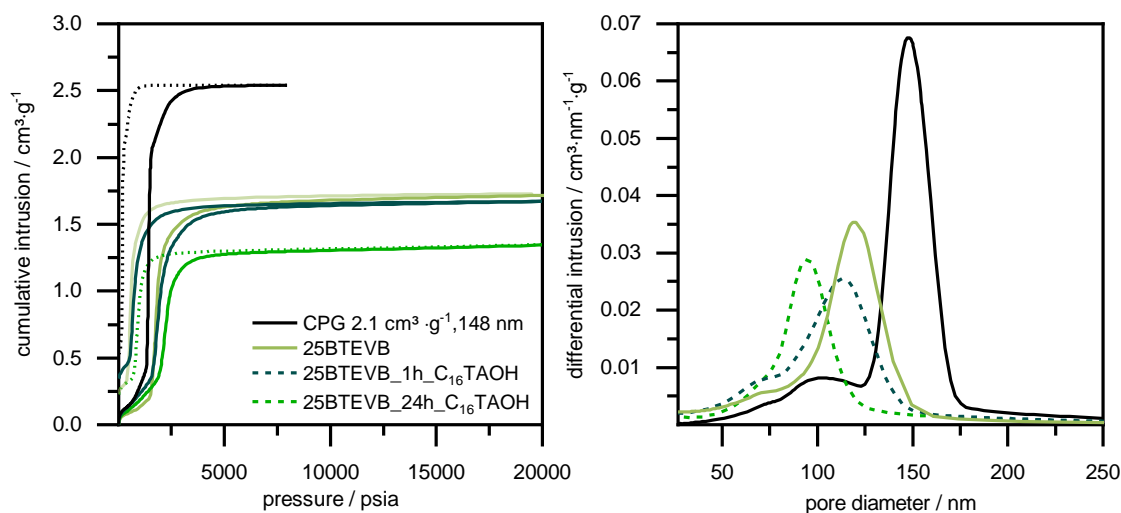 cumulative intrusion / cm³·g⁻¹
3.0
2.5
2.0
1.5
1.0
0.5
0.0
5000
10000
15000
20000
pressure / psia
CPG 2.1 cm³ ·g⁻¹,148 nm
25BTEVB
25BTEVB_1h_C₁₆TAOH
25BTEVB_24h_C₁₆TAOH
differential intrusion / cm³·nm⁻¹·g⁻¹
0.07
0.06
0.05
0.04
0.03
0.02
0.01
50
100
150
200
250
pore diameter / nm